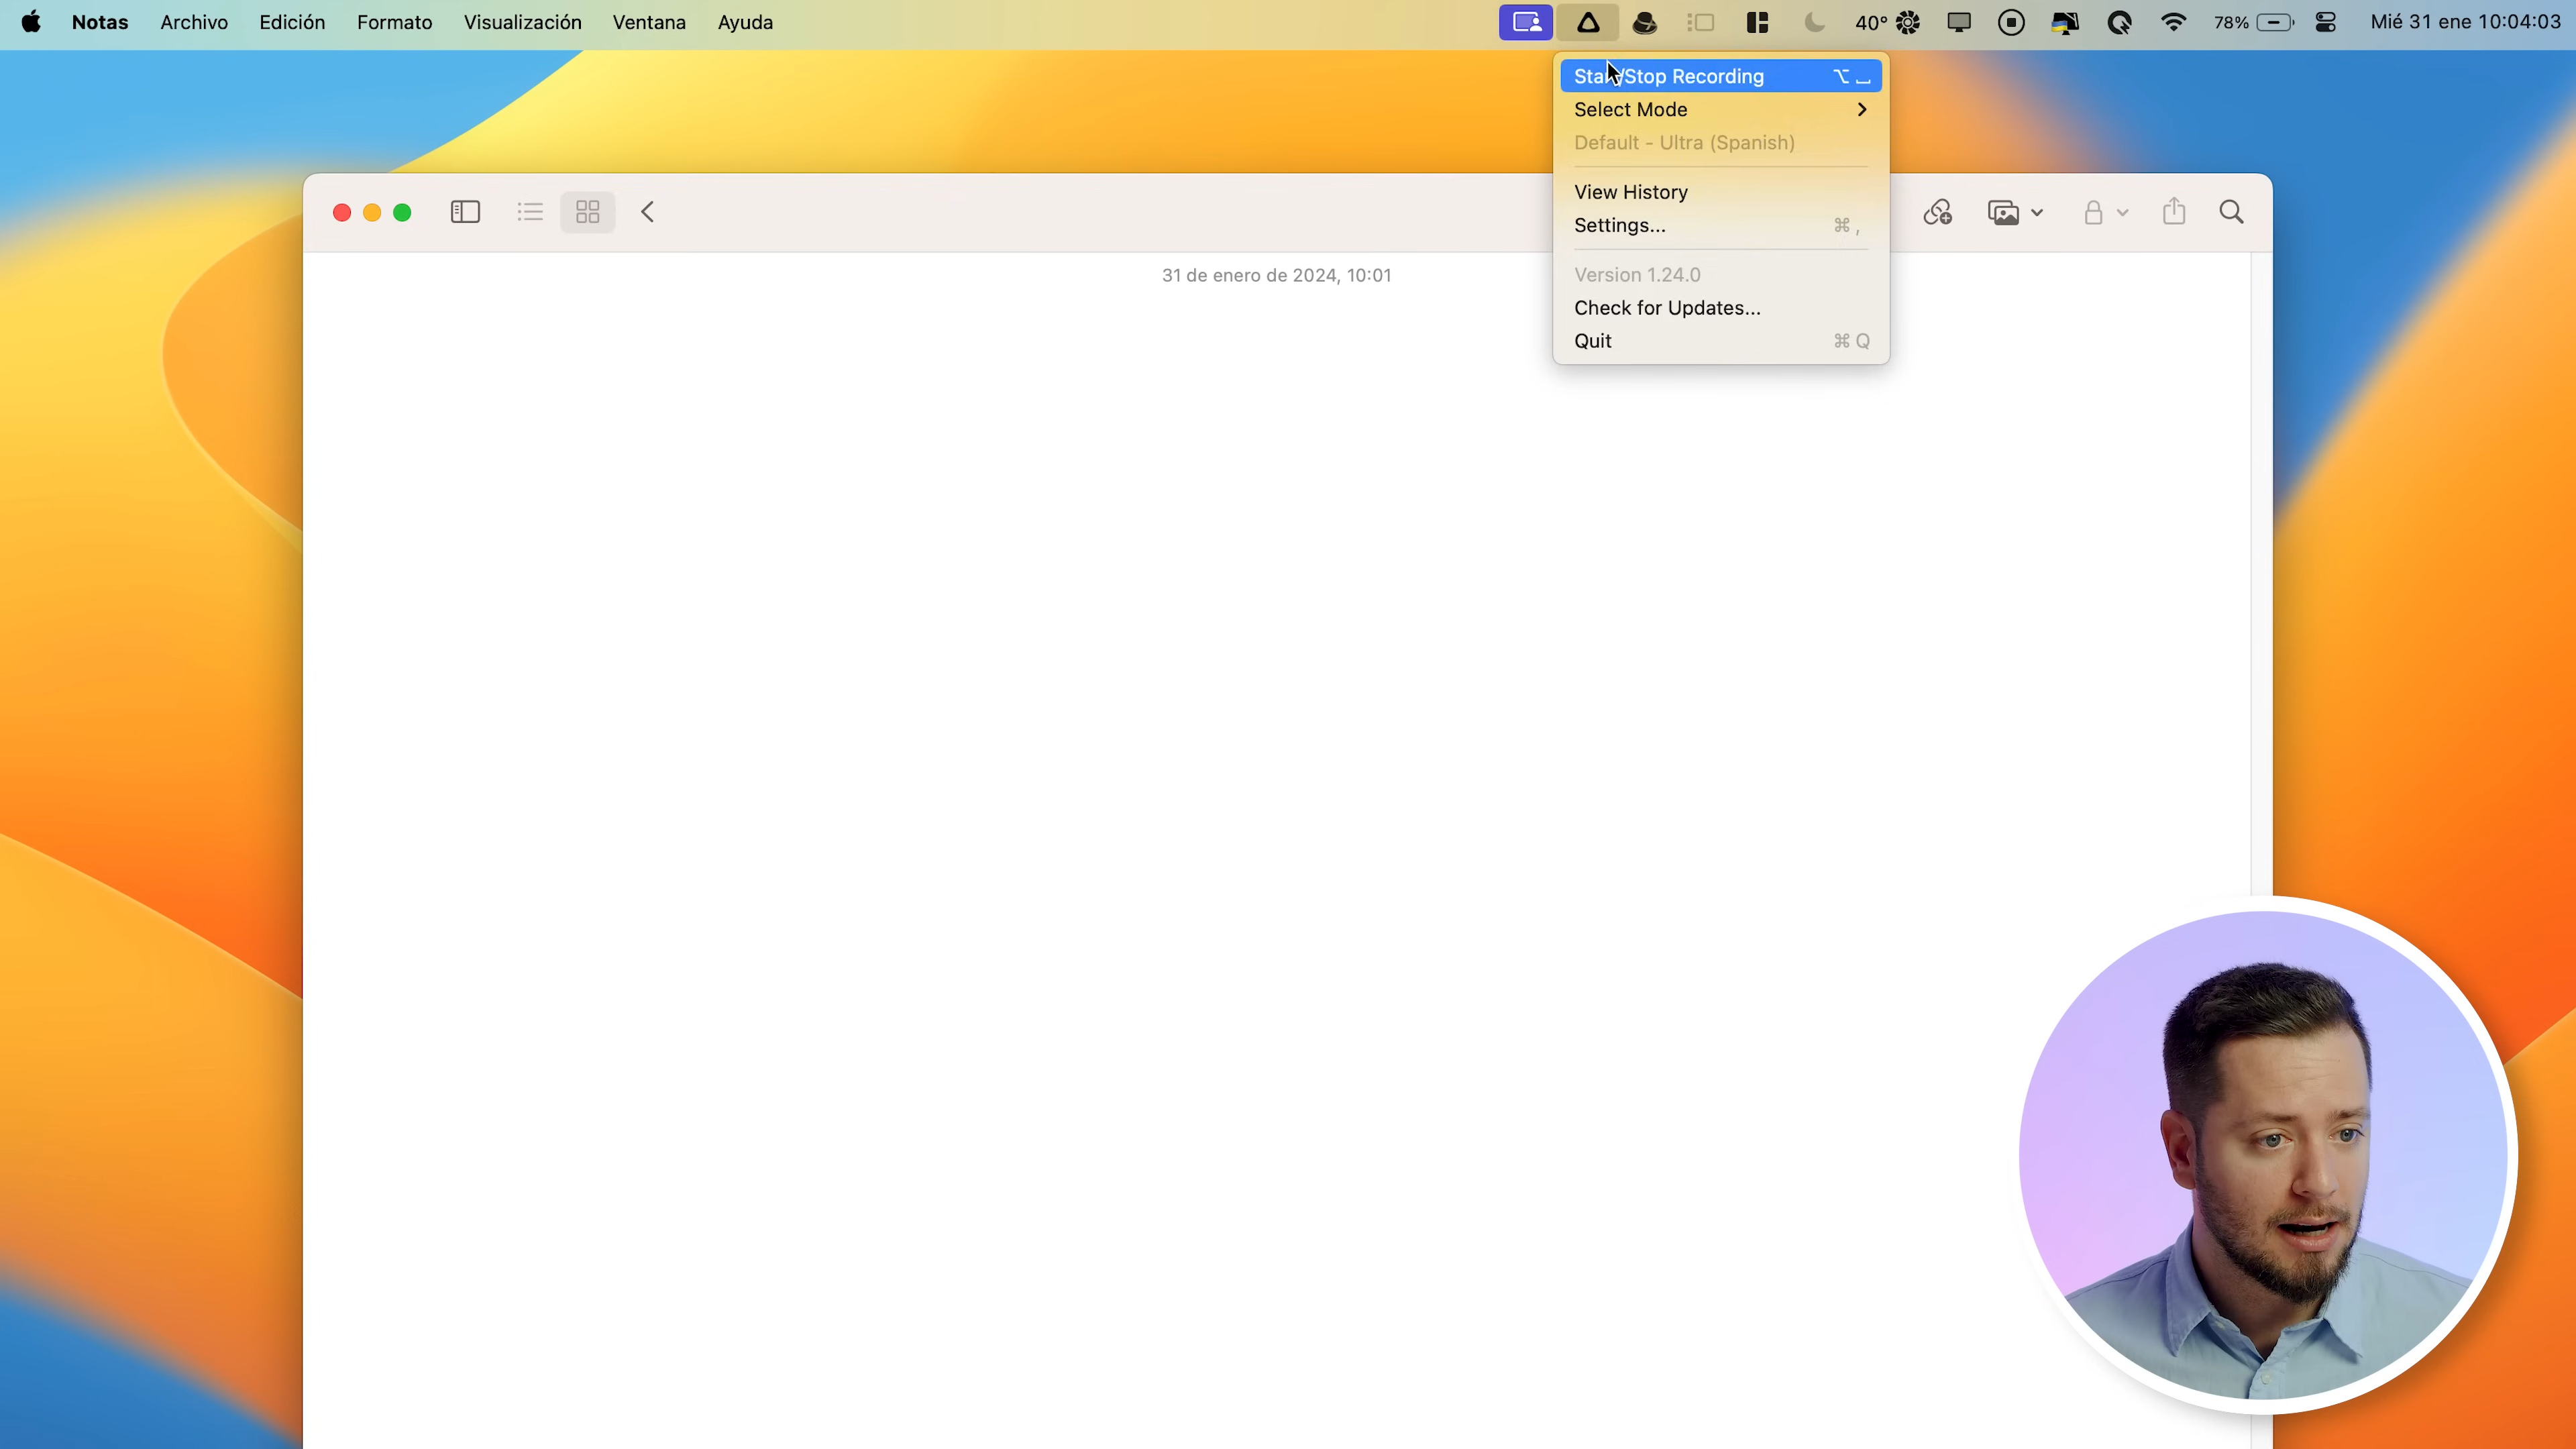 Notas Archivo Edición Formato Visualización Ventana Ayuda 40° 78% Mié 31 ene 10:04:03
Start/Stop Recording ⌥ ⎵
Select Mode
Default - Ultra (Spanish)
View History
Settings... ⌘ ,
Version 1.24.0
Check for Updates...
Quit ⌘ Q
31 de enero de 2024, 10:01